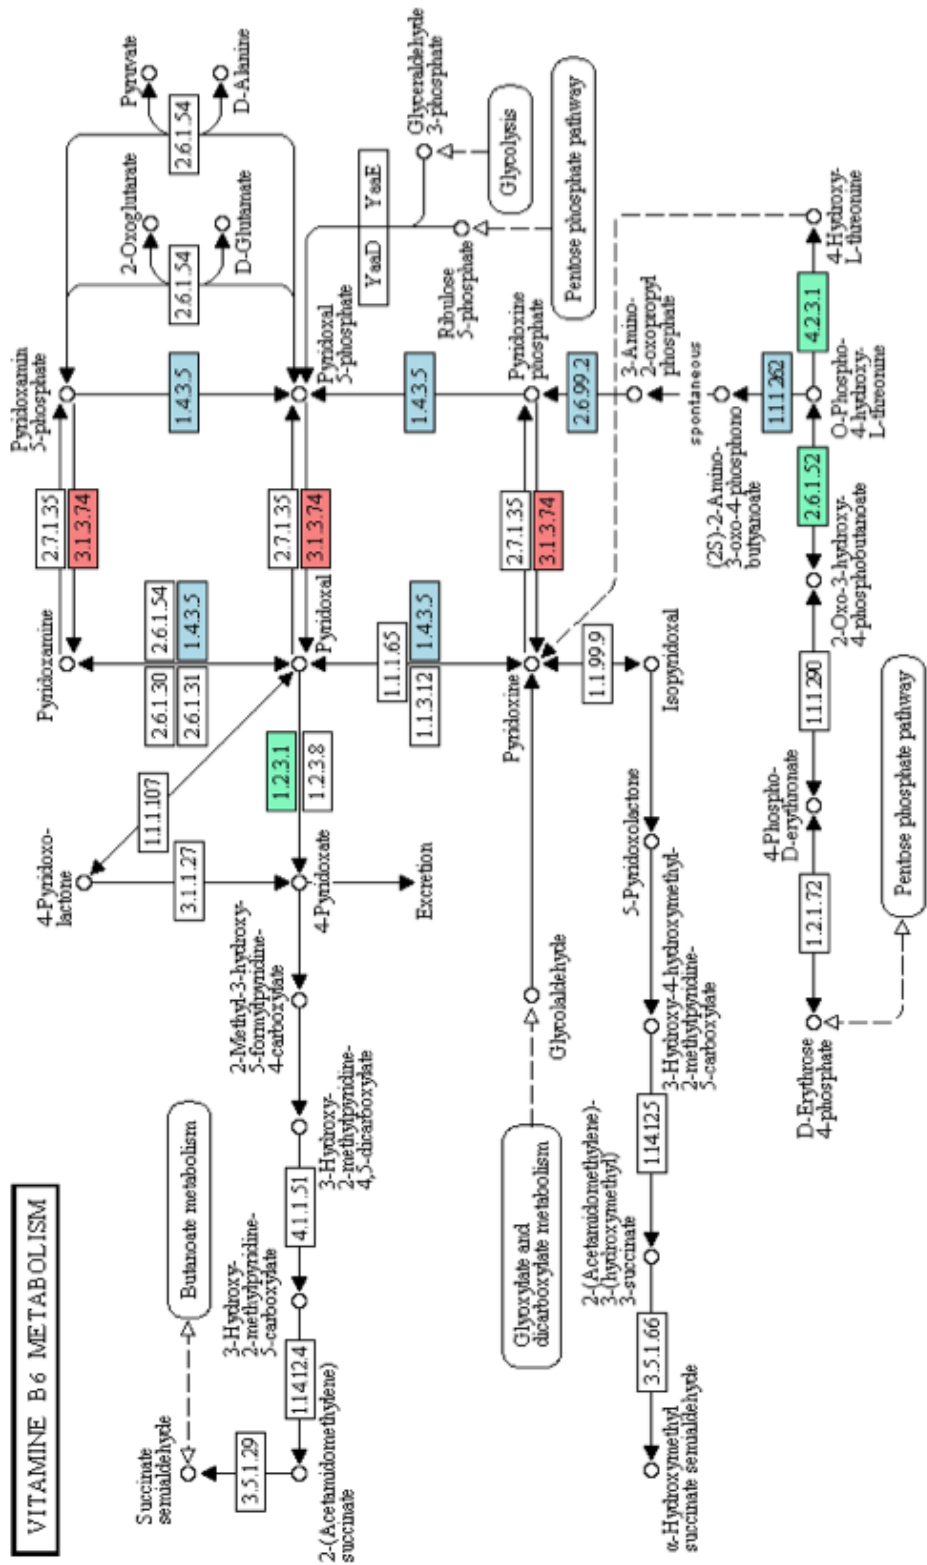 VITAMINE B6 METABOLISM
Succinate
semialdehyde
Butanoate metabolism
3.5.1.29
2-(Acetamidomethylene)
succinate
1.14.12.4
3-Hydroxy-
2-methylpyridine-
5-carboxylate
4.1.1.51
3-Hydroxy-
2-methylpyridine-
4,5-dicarboxylate
2-Methyl-3-hydroxy-
5-formylpyridine-
4-carboxylate
4-Pyridoxo-
lactone
3.1.1.27
1.1.1.107
4-Pyridoxate
Excretion
1.2.3.1
1.2.3.8
Pyridoxamine
2.6.1.30
2.6.1.54
2.6.1.31
1.4.3.5
Pyridoxal
1.1.1.65
1.1.3.12
1.4.3.5
Pyridoxine
2.7.1.35
3.1.3.74
2.7.1.35
3.1.3.74
2.7.1.35
3.1.3.74
Pyridoxamin
5-phosphate
1.4.3.5
Pyridoxal
5-phosphate
1.4.3.5
Pyridoxine
phosphate
2-Oxoglutarate
2.6.1.54
D-Glutamate
Pyruvate
2.6.1.54
D-Alanine
YaaD
YaaE
Glyceraldehyde
3-phosphate
Glycolysis
Ribulose
5-phosphate
Pentose phosphate pathway
2.6.99.2
3-Amino-
2-oxopropyl
phosphate
spontaneous
(2S)-2-Amino-
3-oxo-4-phosphono
butyanoate
1.1.1.262
Glyoxylate and
dicarboxylate metabolism
Glycolaldehyde
1.1.99.9
Isopyridoxal
5-Pyridoxolactone
3-Hydroxy-4-hydroxymethyl-
2-methylpyridine-
5-carboxylate
1.14.12.5
2-(Acetamidomethylene)-
3-(hydroxymethyl)
3-succinate
3.5.1.66
α-Hydroxymethyl
succinate semialdehyde
D-Erythrose
4-phosphate
1.2.1.72
Pentose phosphate pathway
4-Phospho-
D-erythronate
1.1.1.290
2-Oxo-3-hydroxy-
4-phosphobutanoate
2.6.1.52
O-Phospho-
4-hydroxy-
L-threonine
4.2.3.1
4-Hydroxy-
L-threonine